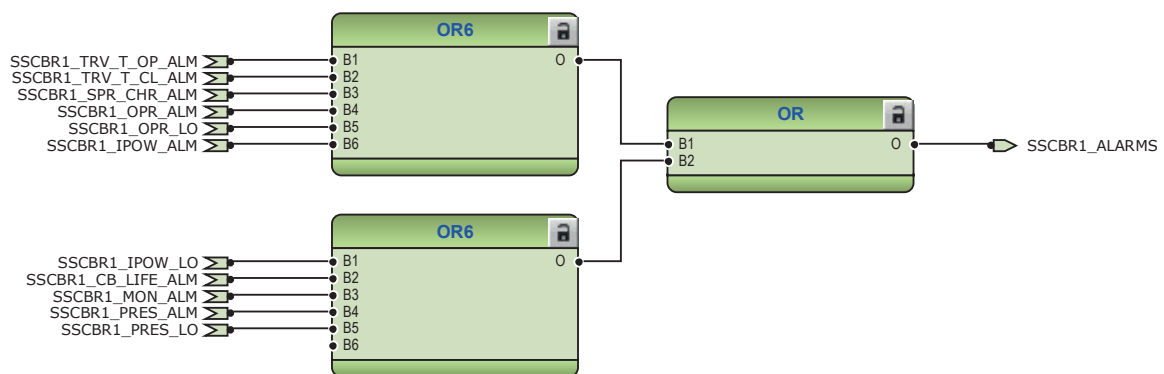 OR6
SSCBR1_TRV_T_OP_ALM B1 O
SSCBR1_TRV_T_CL_ALM B2
SSCBR1_SPR_CHR_ALM B3
SSCBR1_OPR_ALM B4
SSCBR1_OPR_LO B5
SSCBR1_IPOW_ALM B6
OR
B1 O SSCBR1_ALARMS
B2
OR6
SSCBR1_IPOW_LO B1 O
SSCBR1_CB_LIFE_ALM B2
SSCBR1_MON_ALM B3
SSCBR1_PRES_ALM B4
SSCBR1_PRES_LO B5
B6